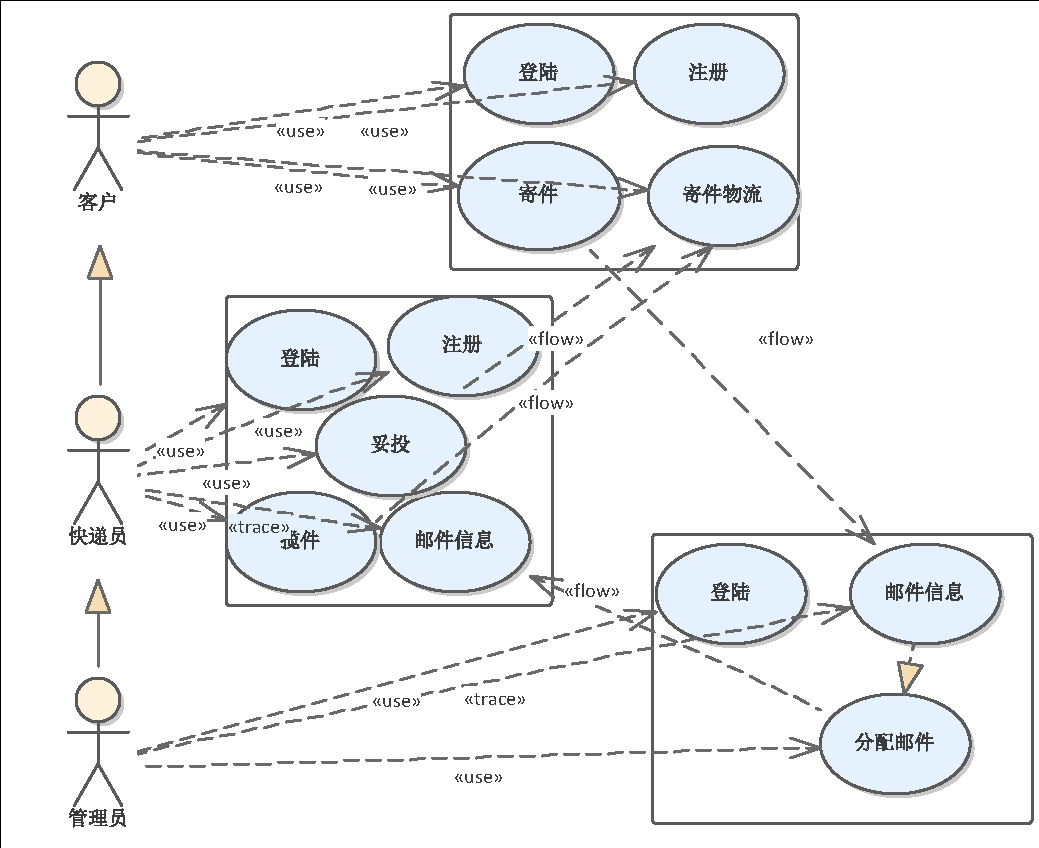 登陆
注册
«use»
«use»
客户
«use»
«use»
寄件
寄件物流
登陆
注册
«flow»
«flow»
«flow»
«use»
«use»
妥投
«use»
快递员
«use»
«trace»
揽件
邮件信息
«flow»
登陆
邮件信息
«use»
«trace»
分配邮件
«use»
管理员